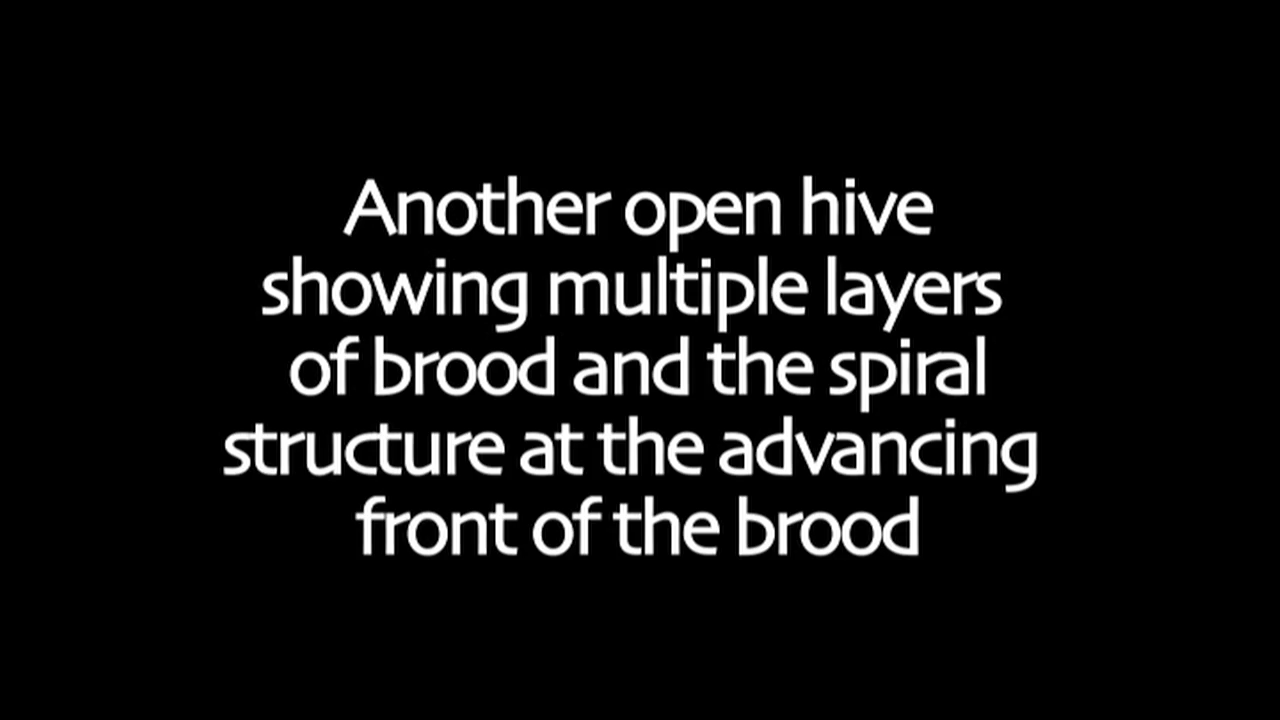 Another open hive
showing multiple layers
of brood and the spiral
structure at the advancing
front of the brood